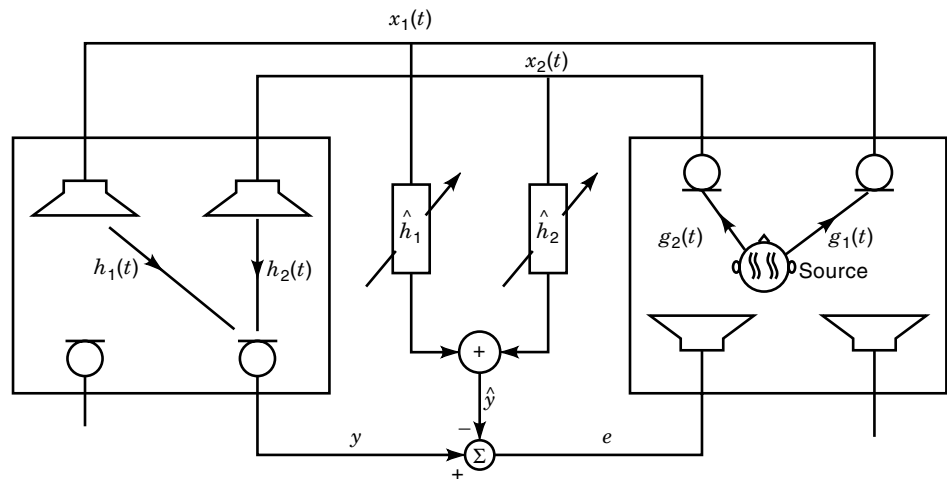 x₁(t)
x₂(t)
ĥ₁
ĥ₂
g₂(t)
g₁(t)
h₁(t)
h₂(t)
Source
+
ŷ
−
y
Σ
e
+